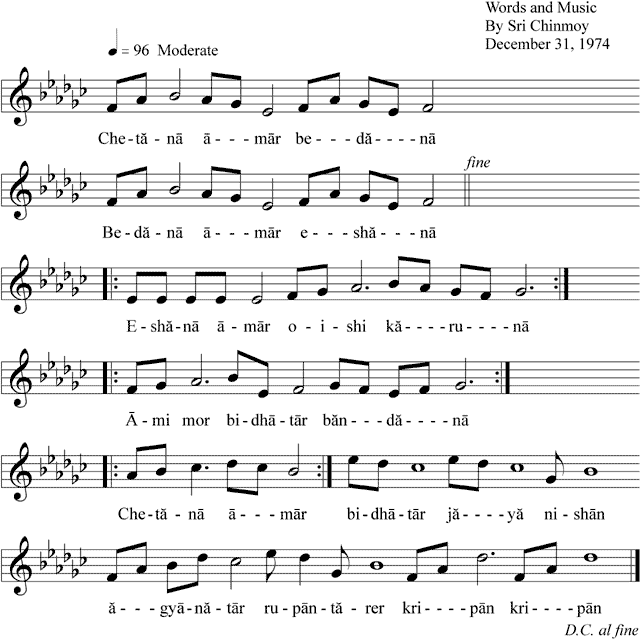 Words and Music
By Sri Chinmoy
December 31, 1974
= 96 Moderate
Che-tă-nā ā----mār be--dă----nā
fine
Be-dă-nā ā----mār e---shă----nā
E-shă-nā ā-mār o-i-shi kă----ru----nā
Ā-mi mor bi-dhā-tār băn---dă----nā
Che-tă-nā ā----mār bi-dhā-tār jă----yă ni-shān
ă----gyā-nă-tār ru-pān-tă-rer kri--pān kri--pān
D.C. al fine